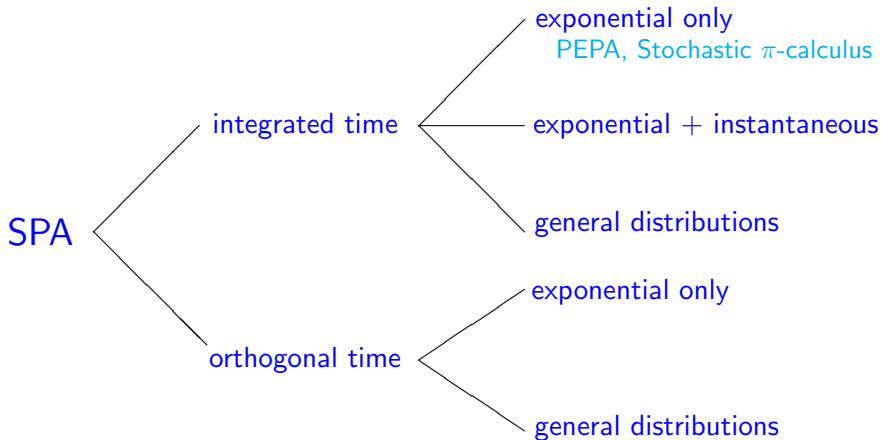 SPA
integrated time
exponential only
PEPA, Stochastic π-calculus
exponential + instantaneous
general distributions
orthogonal time
exponential only
general distributions